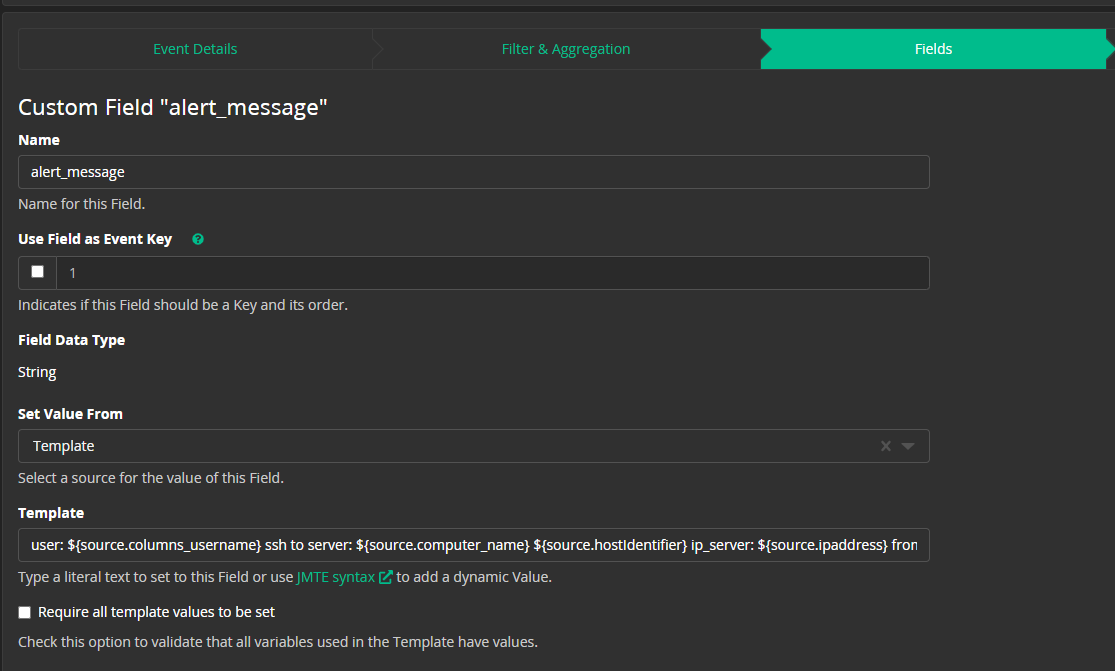 Event Details
Filter & Aggregation
Fields
Custom Field "alert_message"
Name
alert_message
Name for this Field.
Use Field as Event Key
1
Indicates if this Field should be a Key and its order.
Field Data Type
String
Set Value From
Template
Select a source for the value of this Field.
Template
user: ${source.columns_username} ssh to server: ${source.computer_name} ${source.hostIdentifier} ip_server: ${source.ipaddress}
Type a literal text to set to this Field or use JMTE syntax to add a dynamic Value.
Require all template values to be set
Check this option to validate that all variables used in the Template have values.